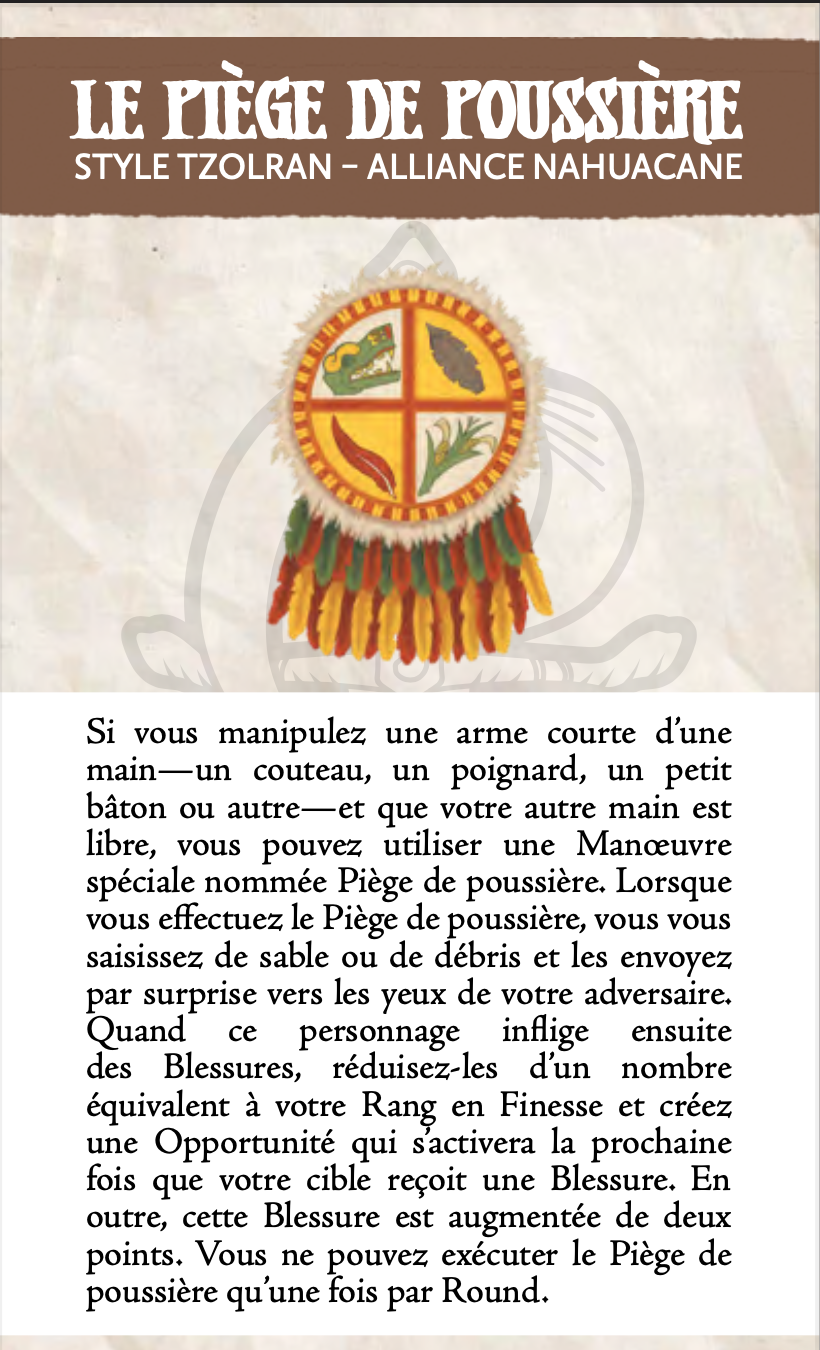 LE PIÈGE DE POUSSIÈRE
STYLE TZOLRAN – ALLIANCE NAHUACANE
Si vous manipulez une arme courte d’une
main—un couteau, un poignard, un petit
bâton ou autre—et que votre autre main est
libre, vous pouvez utiliser une Manœuvre
spéciale nommée Piège de poussière. Lorsque
vous effectuez le Piège de poussière, vous vous
saisissez de sable ou de débris et les envoyez
par surprise vers les yeux de votre adversaire.
Quand ce personnage inflige ensuite
des Blessures, réduisez-les d’un nombre
équivalent à votre Rang en Finesse et créez
une Opportunité qui s’activera la prochaine
fois que votre cible reçoit une Blessure. En
outre, cette Blessure est augmentée de deux
points. Vous ne pouvez exécuter le Piège de
poussière qu’une fois par Round.